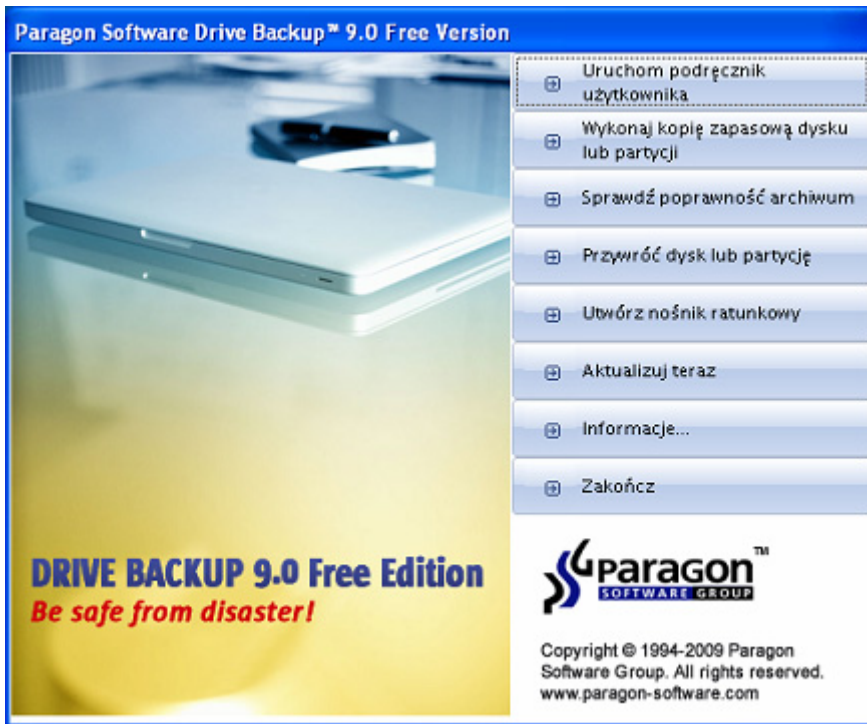 Paragon Software Drive Backup™ 9.0 Free Version
Uruchom podręcznik
użytkownika
Wykonaj kopię zapasową dysku
lub partycji
Sprawdź poprawność archiwum
Przywróć dysk lub partycję
Utwórz nośnik ratunkowy
Aktualizuj teraz
Informacje...
Zakończ
DRIVE BACKUP 9.0 Free Edition
Be safe from disaster!
Paragon™
SOFTWARE GROUP
Copyright © 1994-2009 Paragon
Software Group. All rights reserved.
www.paragon-software.com